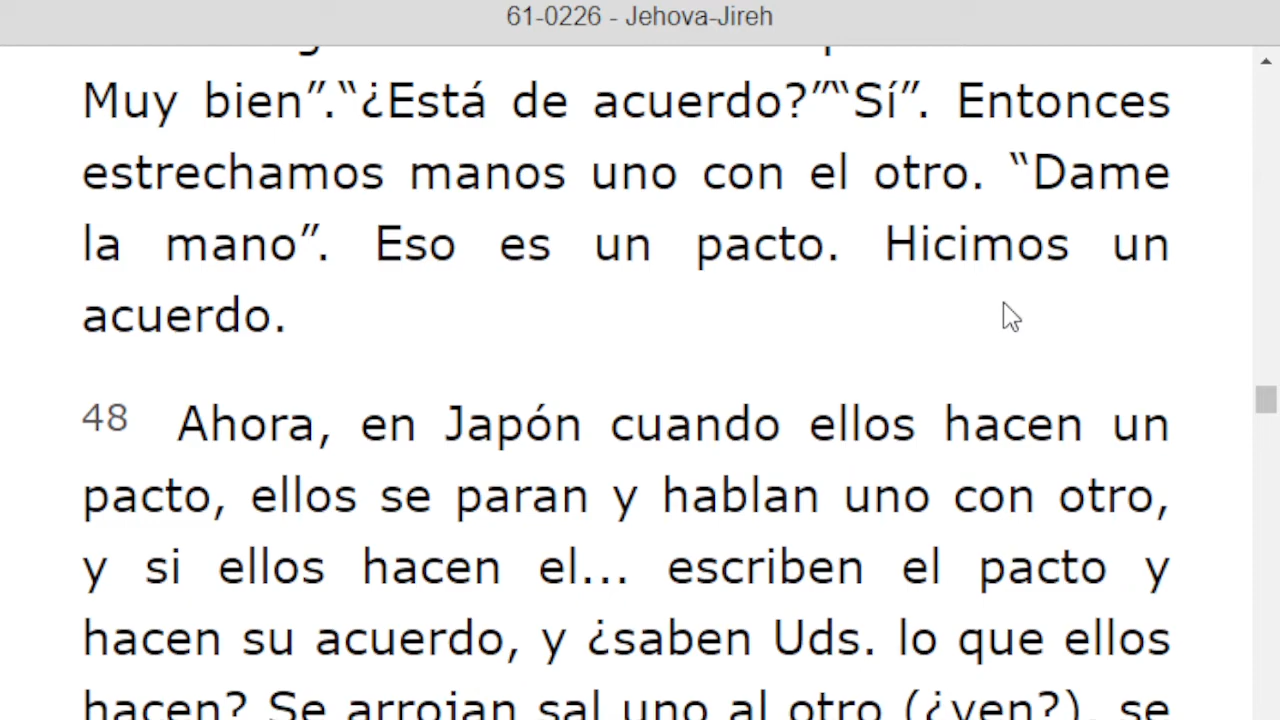 61-0226 - Jehova-Jireh
Muy bien”.“¿Está de acuerdo?”“Sí”. Entonces
estrechamos manos uno con el otro. “Dame
la mano”. Eso es un pacto. Hicimos un
acuerdo.
48 Ahora, en Japón cuando ellos hacen un
pacto, ellos se paran y hablan uno con otro,
y si ellos hacen el... escriben el pacto y
hacen su acuerdo, y ¿saben Uds. lo que ellos
hacen? Se arrojan sal uno al otro (¿ven?), se